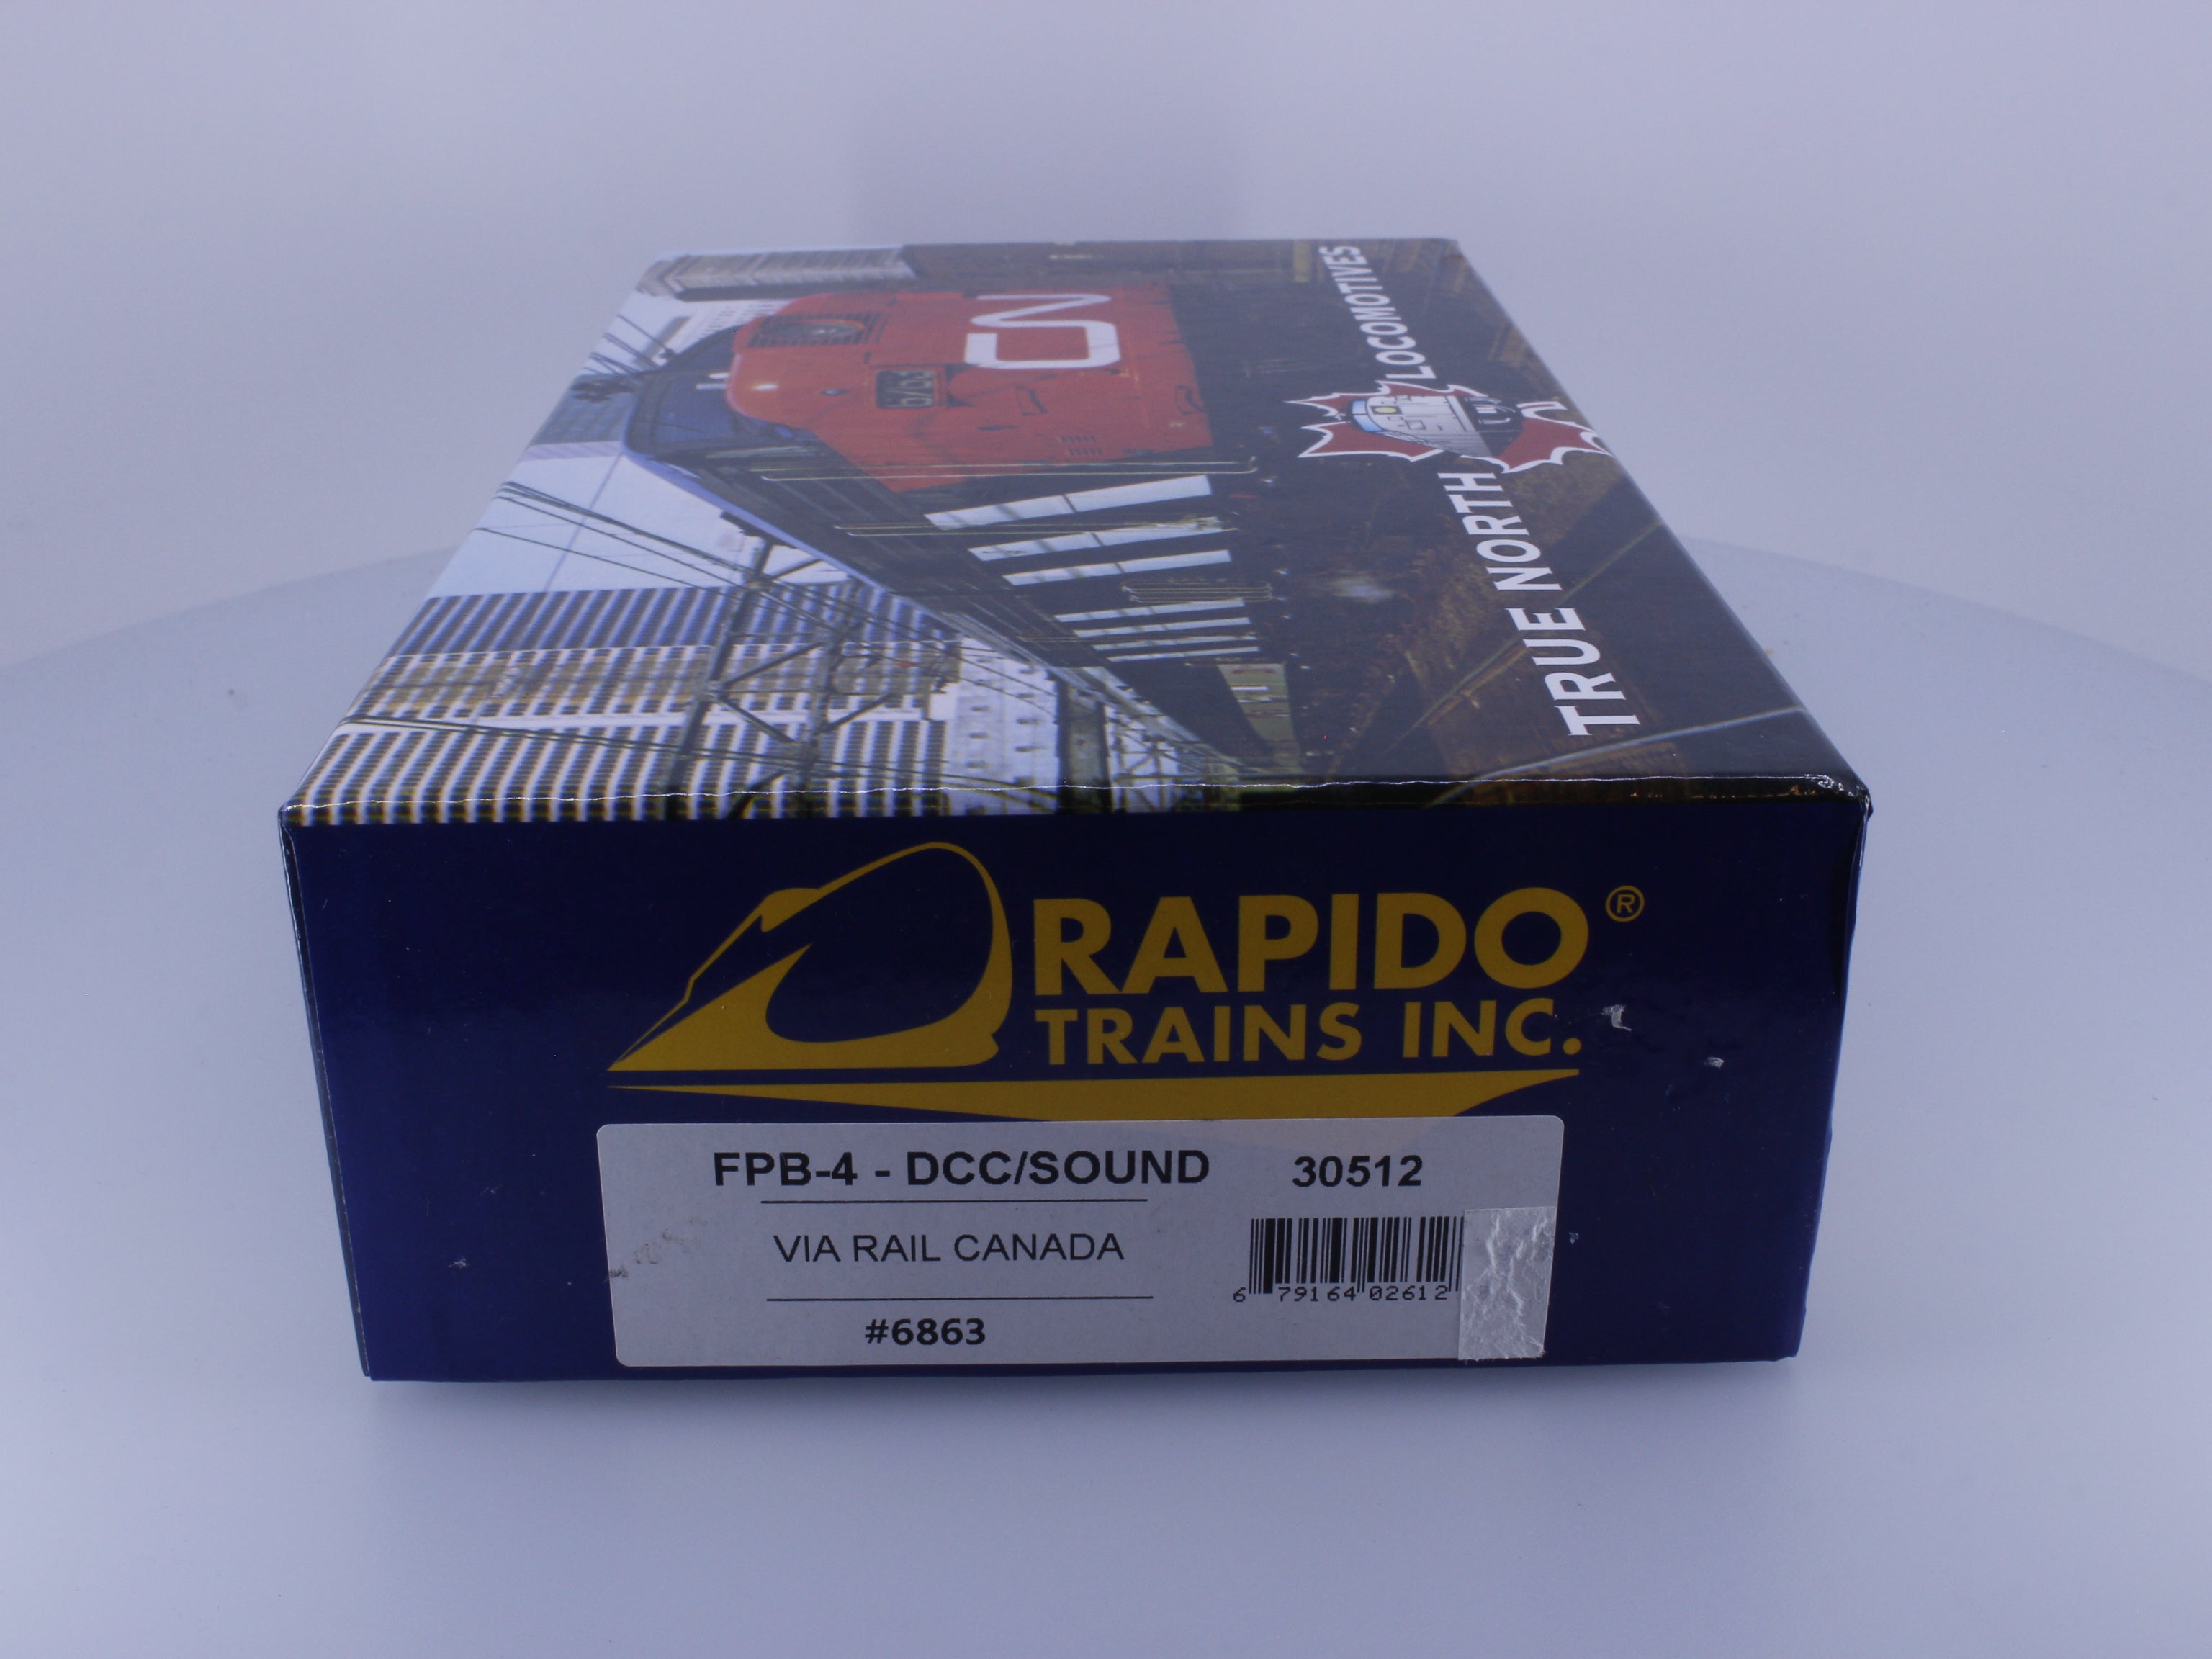 CN
6763
TRUE NORTH LOCOMOTIVES
RAPIDO®
TRAINS INC.
FPB-4 - DCC/SOUND 30512
VIA RAIL CANADA
6 79164 02612
#6863